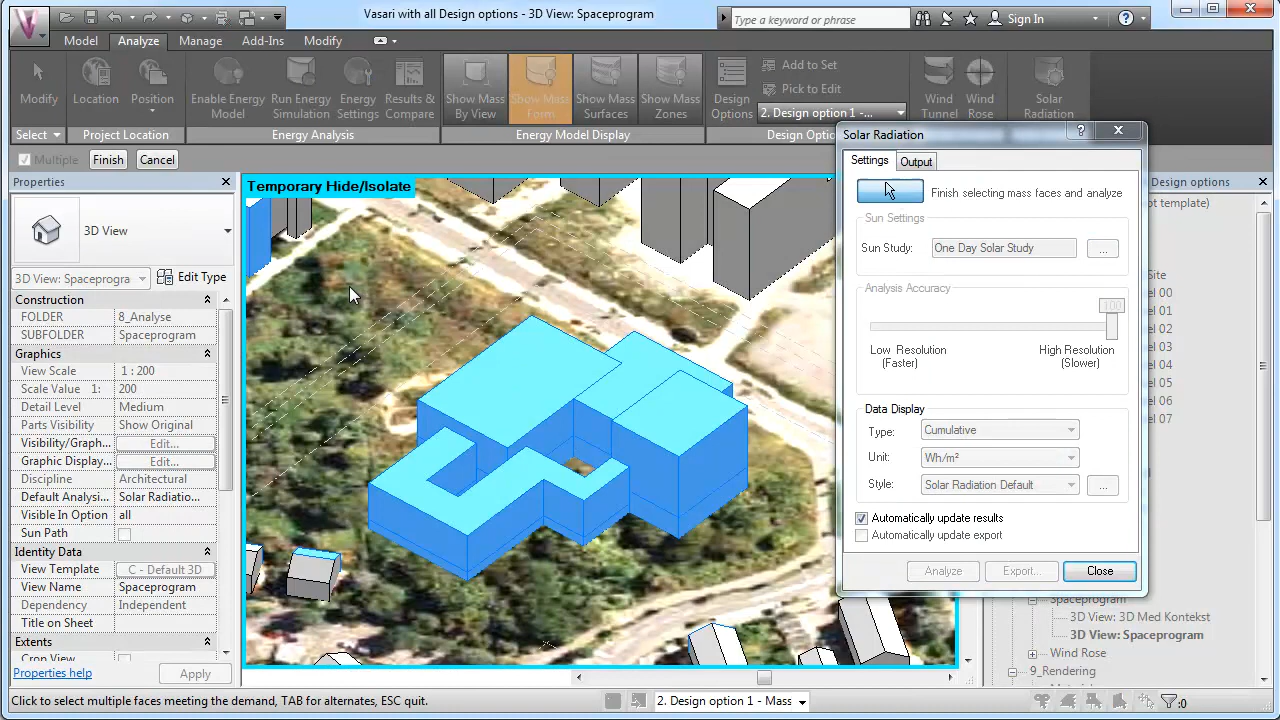 Vasari with all Design options - 3D View: Spaceprogram
Type a keyword or phrase
Sign In
Model
Analyze
Manage
Add-Ins
Modify
Modify
Location
Position
Enable Energy Model
Run Energy Simulation
Energy Settings
Results & Compare
Show Mass By View
Show Mass Form
Show Mass Surfaces
Show Mass Zones
Design Options
Add to Set
Pick to Edit
2. Design option 1 -...
Wind Tunnel
Wind Rose
Solar Radiation
Select
Project Location
Energy Analysis
Energy Model Display
Design Optic
Multiple
Finish
Cancel
Properties
3D View
3D View: Spaceprogra
Edit Type
Construction
FOLDER 8_Analyse
SUBFOLDER Spaceprogram
Graphics
View Scale 1 : 200
Scale Value 1: 200
Detail Level Medium
Parts Visibility Show Original
Visibility/Graph... Edit...
Graphic Display... Edit...
Discipline Architectural
Default Analysi... Solar Radiatio...
Visible In Option all
Sun Path
Identity Data
View Template C - Default 3D
View Name Spaceprogram
Dependency Independent
Title on Sheet
Extents
Crop View
Properties help
Apply
Temporary Hide/Isolate
Solar Radiation
Settings
Output
Finish selecting mass faces and analyze
Sun Settings
Sun Study: One Day Solar Study ...
Analysis Accuracy
100
Low Resolution (Faster)
High Resolution (Slower)
Data Display
Type: Cumulative
Unit: Wh/m²
Style: Solar Radiation Default ...
Automatically update results
Automatically update export
Analyze
Export...
Close
Design options
ot template)
Site
el 00
el 01
el 02
el 03
el 04
el 05
el 06
el 07
Spaceprogram
3D View: 3D Med Kontekst
3D View: Spaceprogram
Wind Rose
9_Rendering
Click to select multiple faces meeting the demand, TAB for alternates, ESC quit.
2. Design option 1 - Mass
:0